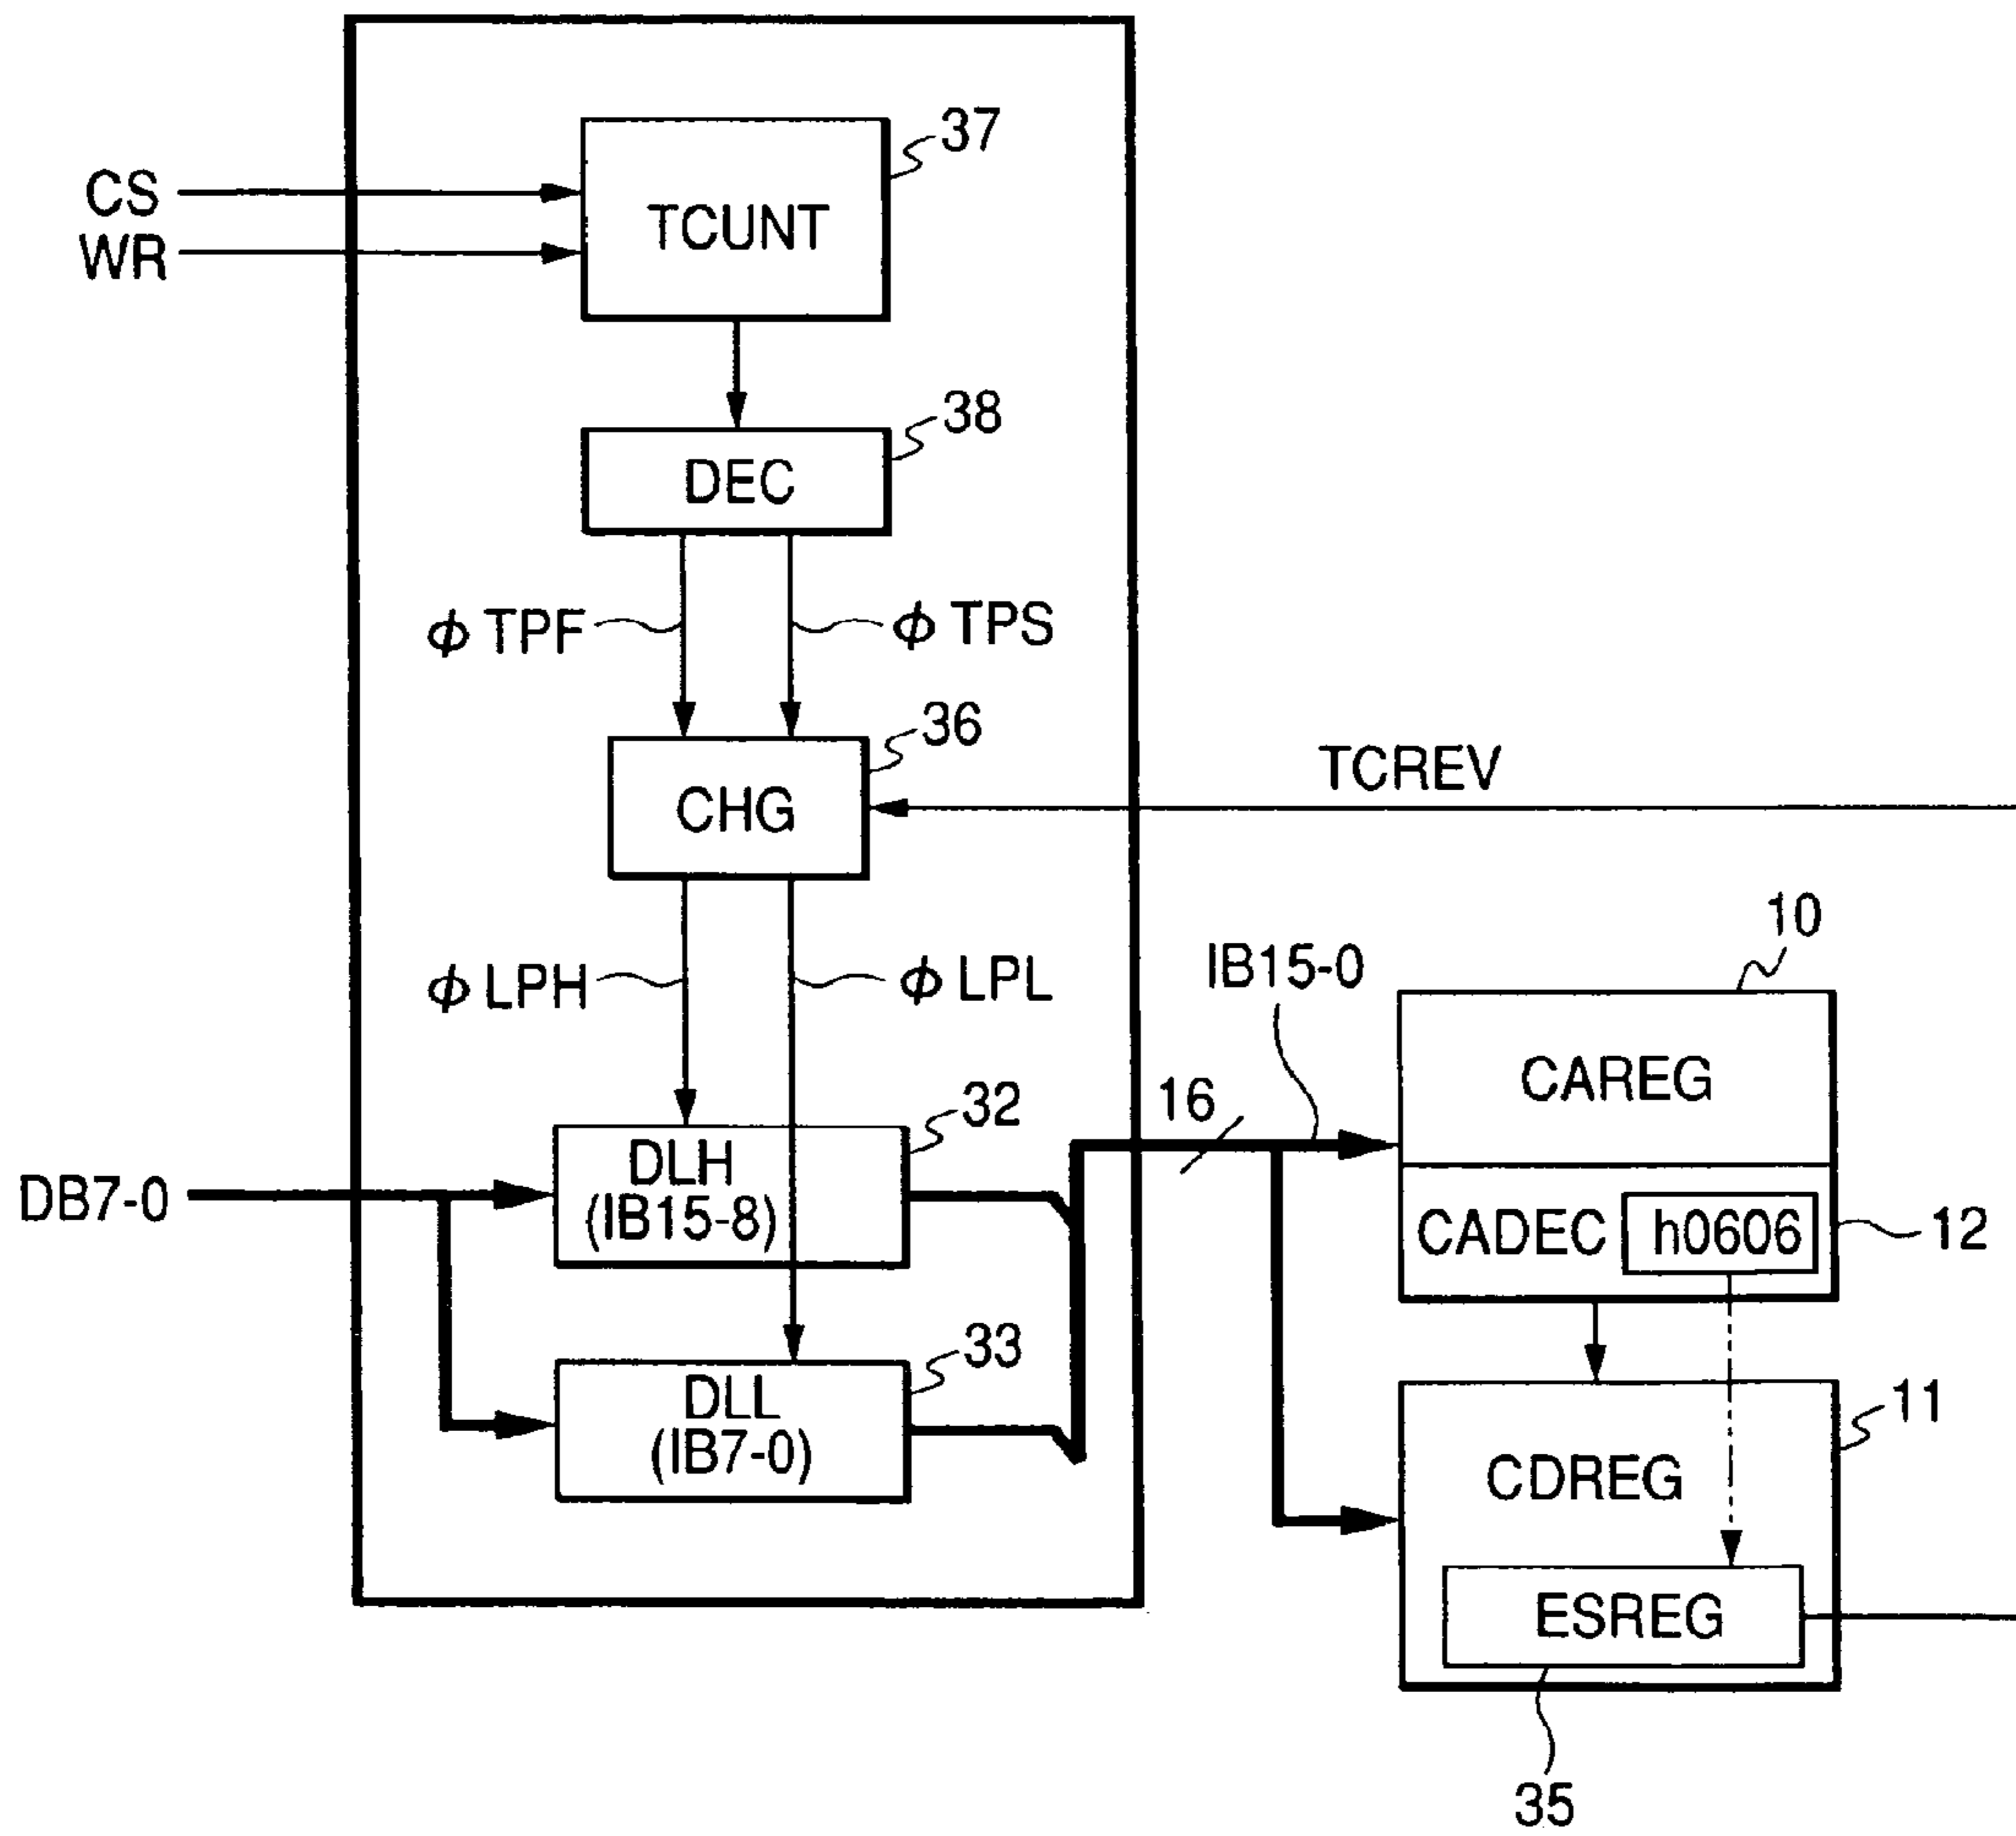 37
CS
WR
TCUNT
38
DEC
ϕ TPF
ϕ TPS
36
CHG
TCREV
10
IB15-0
ϕ LPH
ϕ LPL
CAREG
32
16
DLH
(IB15-8)
DB7-0
CADEC
h0606
12
33
DLL
(IB7-0)
11
CDREG
ESREG
35